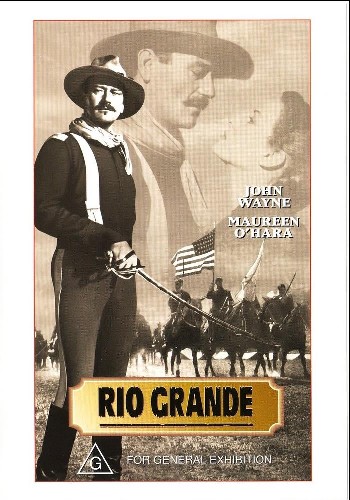 JOHN
WAYNE
MAUREEN
O'HARA
RIO GRANDE
G
FOR GENERAL EXHIBITION